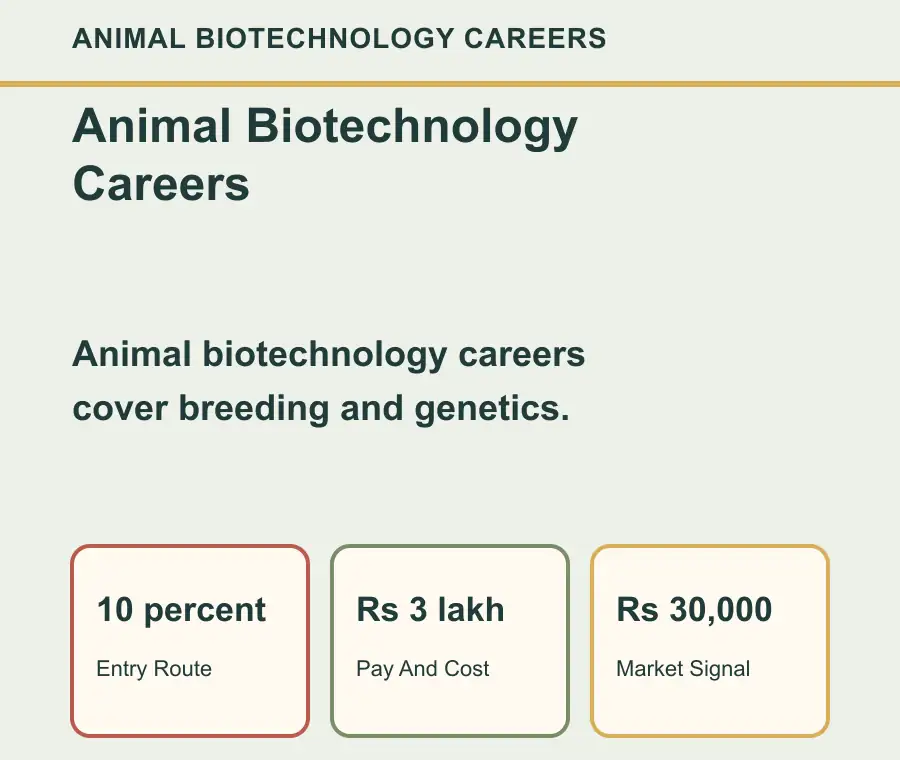 ANIMAL BIOTECHNOLOGY CAREERS
Animal Biotechnology
Careers
Animal biotechnology careers
cover breeding and genetics.
10 percent
Entry Route
Rs 3 lakh
Pay And Cost
Rs 30,000
Market Signal